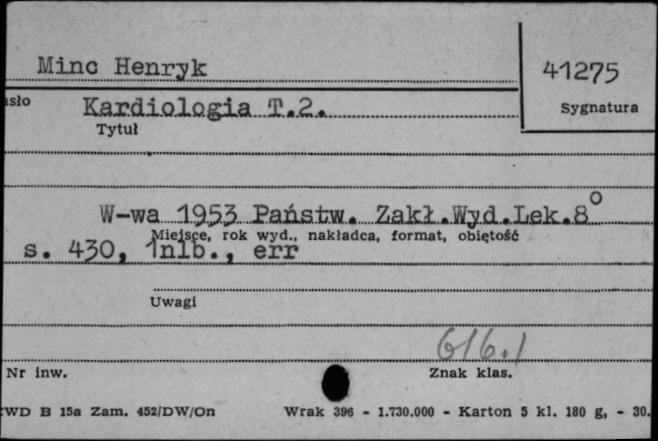 Minc Henryk
41275
Sygnatura
Kardiologia T.2.
Tytuł
W-wa 1953 Państw. Zakł.Wyd.Lek.8°
Miejsce, rok wyd., nakładca, format, obiętość
s. 430, 1nlb., err
Uwagi
616.1
Nr inw.
Znak klas.
WD B 15a Zam. 452/DW/On Wrak 396 - 1.730.000 - Karton 5 kl. 180 g, - 30.